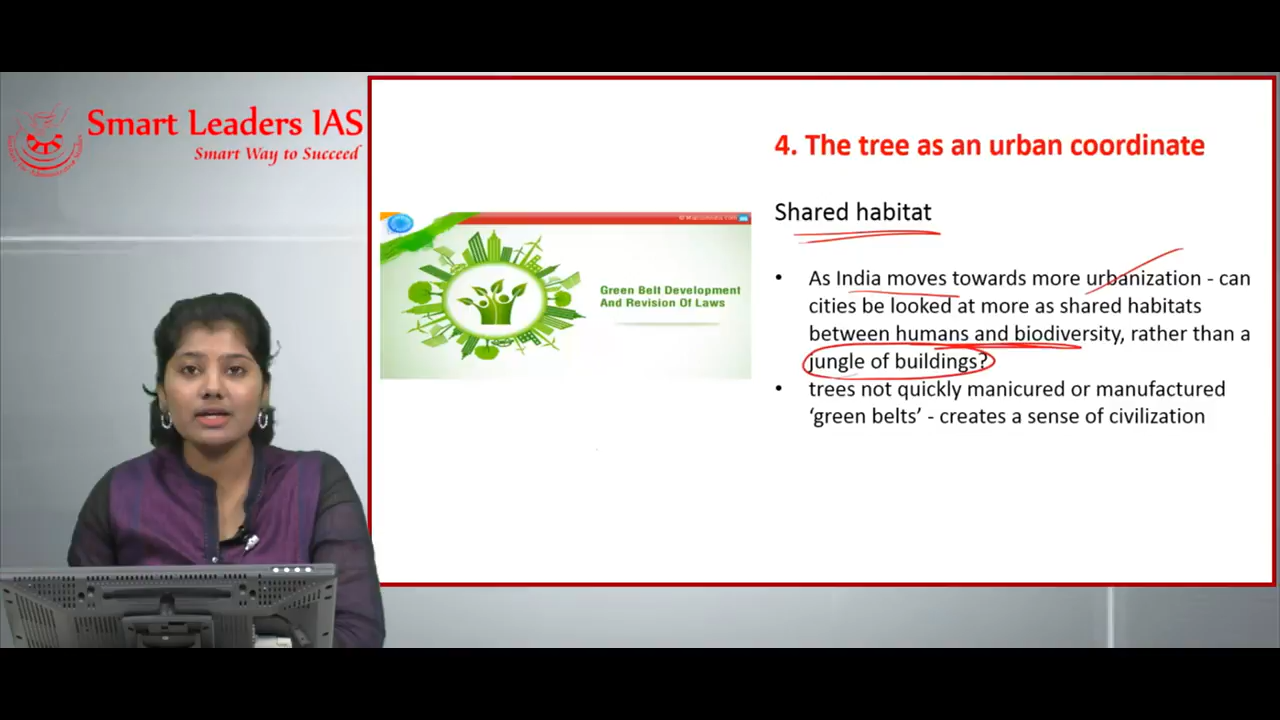 Smart Leaders IAS
Smart Way to Succeed
4. The tree as an urban coordinate
Shared habitat
Green Belt Development
And Revision Of Laws
• As India moves towards more urbanization - can
cities be looked at more as shared habitats
between humans and biodiversity, rather than a
jungle of buildings?
• trees not quickly manicured or manufactured
‘green belts’ - creates a sense of civilization